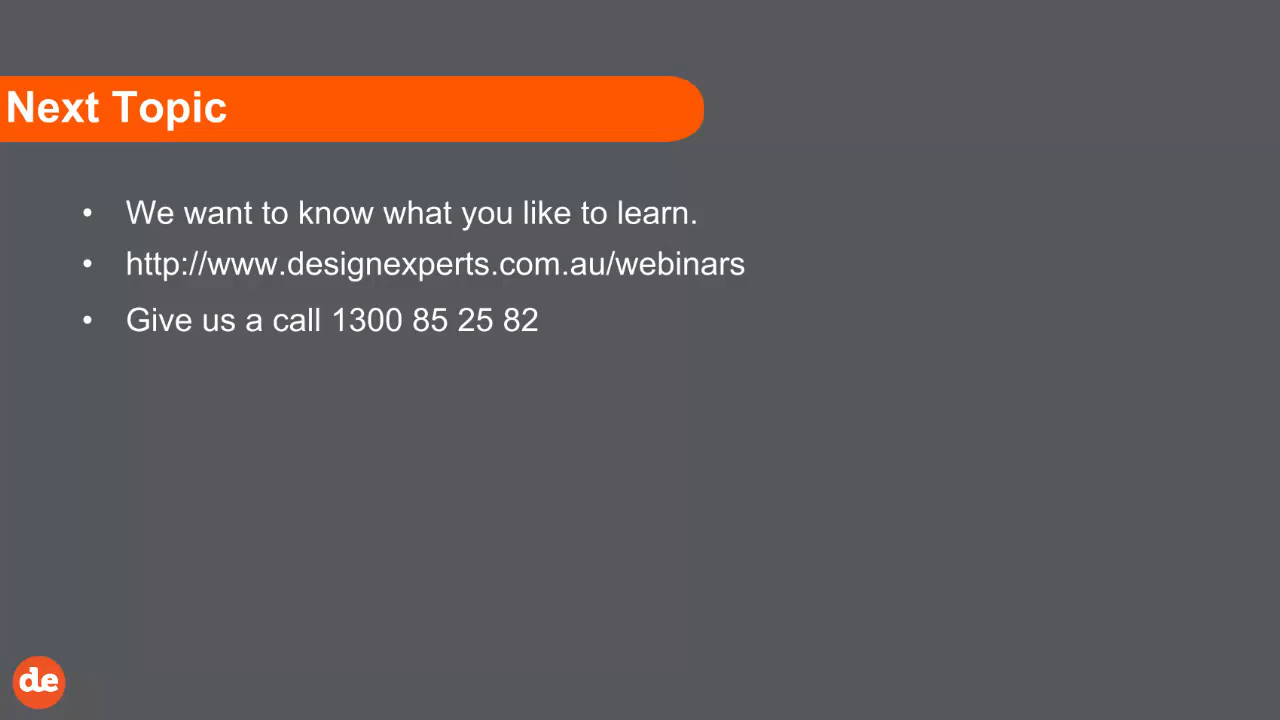 Next Topic
• We want to know what you like to learn.
• http://www.designexperts.com.au/webinars
• Give us a call 1300 85 25 82
de